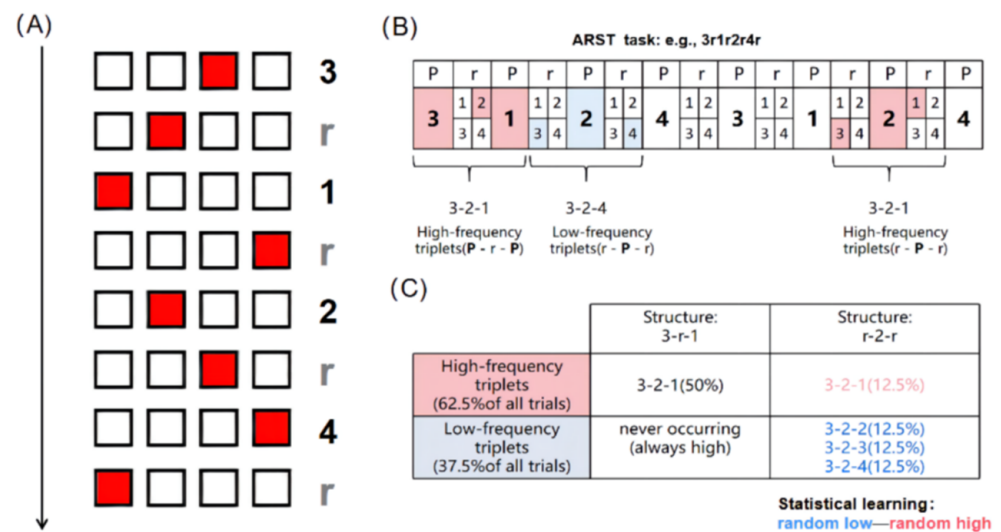 (A)
3
r
1
r
2
r
4
r
(B)
ARST task: e.g., 3r1r2r4r
P r P r P r P r P r P r P r P
3 1 2 3 4 1 1 2 3 4 2 1 2 3 4 4 1 2 3 4 3 1 2 3 4 1 1 2 3 4 2 1 2 3 4 4
3-2-1
High-frequency
triplets(P - r - P)
3-2-4
Low-frequency
triplets(r - P - r)
3-2-1
High-frequency
triplets(r - P - r)
(C)
Structure:
3-r-1
Structure:
r-2-r
High-frequency
triplets
(62.5%of all trials)
3-2-1(50%)
3-2-1(12.5%)
Low-frequency
triplets
(37.5%of all trials)
never occurring
(always high)
3-2-2(12.5%)
3-2-3(12.5%)
3-2-4(12.5%)
Statistical learning:
random low—random high